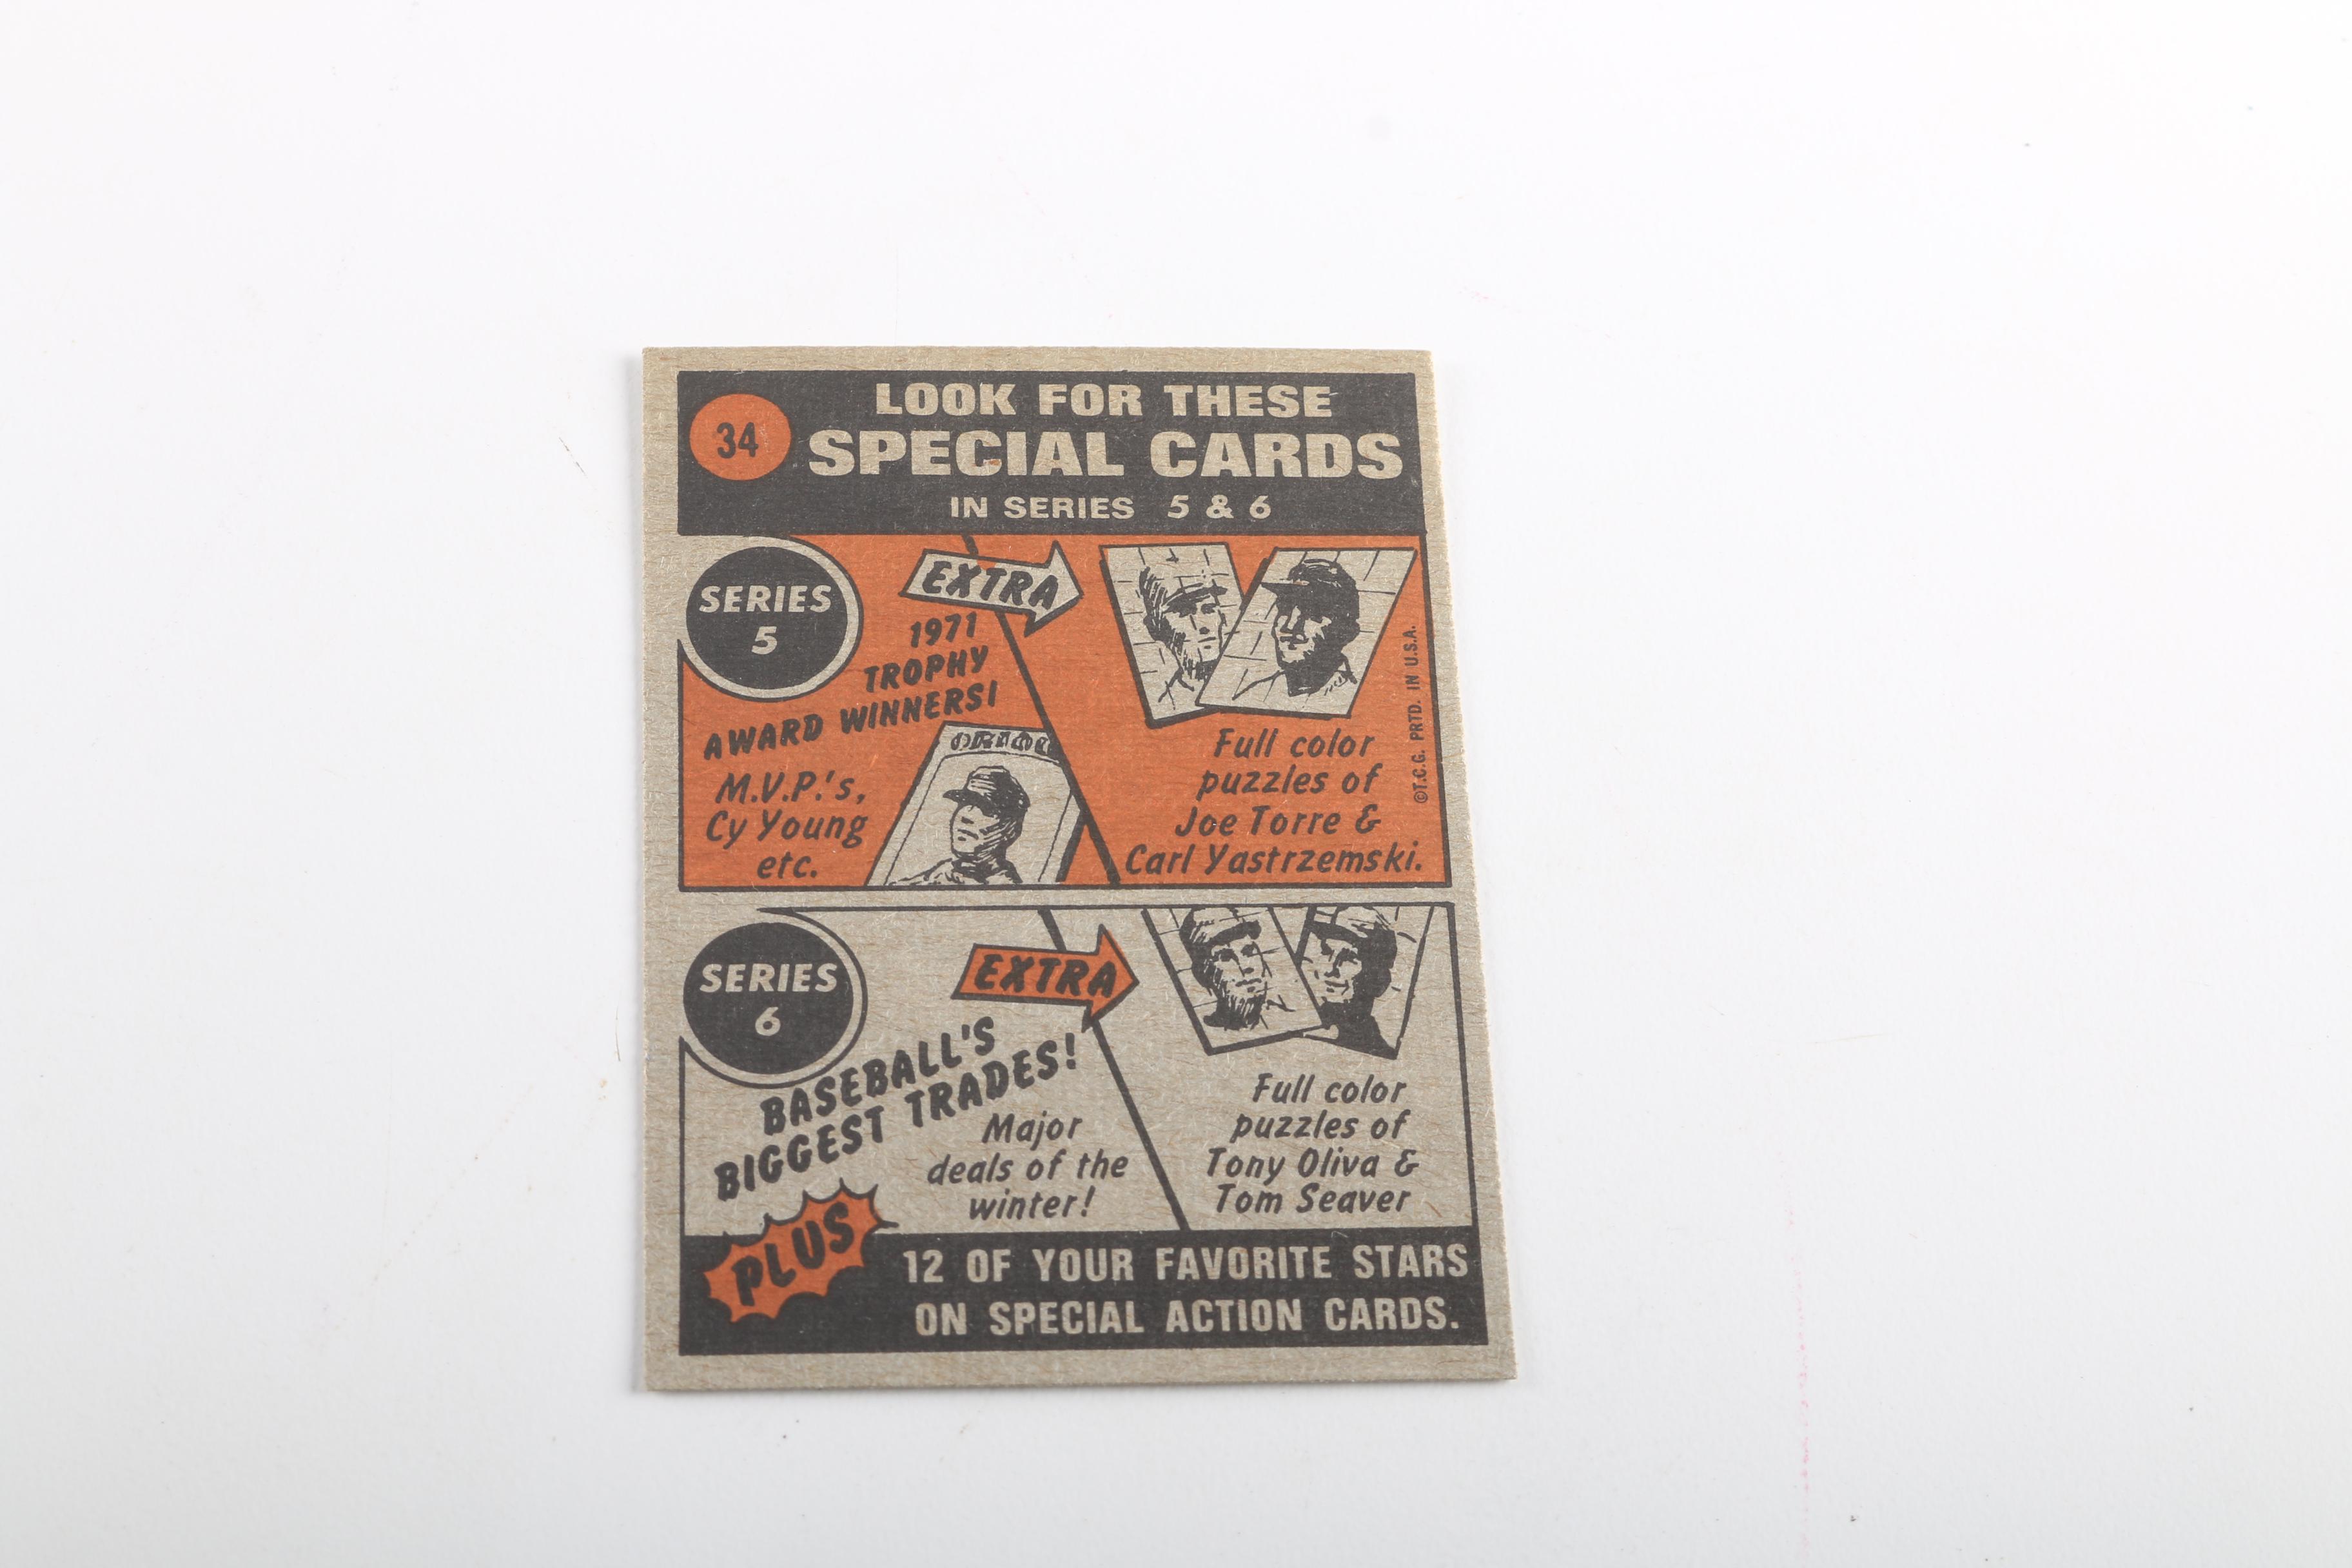 34
LOOK FOR THESE
SPECIAL CARDS
IN SERIES 5 & 6
SERIES
5
EXTRA
1971
TROPHY
AWARD WINNERS!
M.V.P.'s,
Cy Young
etc.
Full color
puzzles of
Joe Torre &
Carl Yastrzemski.
©T.C.G. PRTD. IN U.S.A.
SERIES
6
EXTRA
BASEBALL'S
BIGGEST TRADES!
Major
deals of the
winter!
Full color
puzzles of
Tony Oliva &
Tom Seaver
PLUS
12 OF YOUR FAVORITE STARS
ON SPECIAL ACTION CARDS.